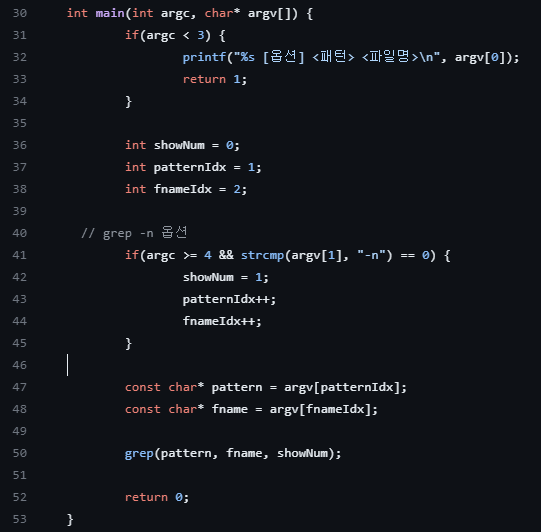 30 int main(int argc, char* argv[]) {
31 if(argc < 3) {
32 printf("%s [옵션] <패턴> <파일명>\n", argv[0]);
33 return 1;
34 }
35
36 int showNum = 0;
37 int patternIdx = 1;
38 int fnameIdx = 2;
39
40 // grep -n 옵션
41 if(argc >= 4 && strcmp(argv[1], "-n") == 0) {
42 showNum = 1;
43 patternIdx++;
44 fnameIdx++;
45 }
46
47 const char* pattern = argv[patternIdx];
48 const char* fname = argv[fnameIdx];
49
50 grep(pattern, fname, showNum);
51
52 return 0;
53 }